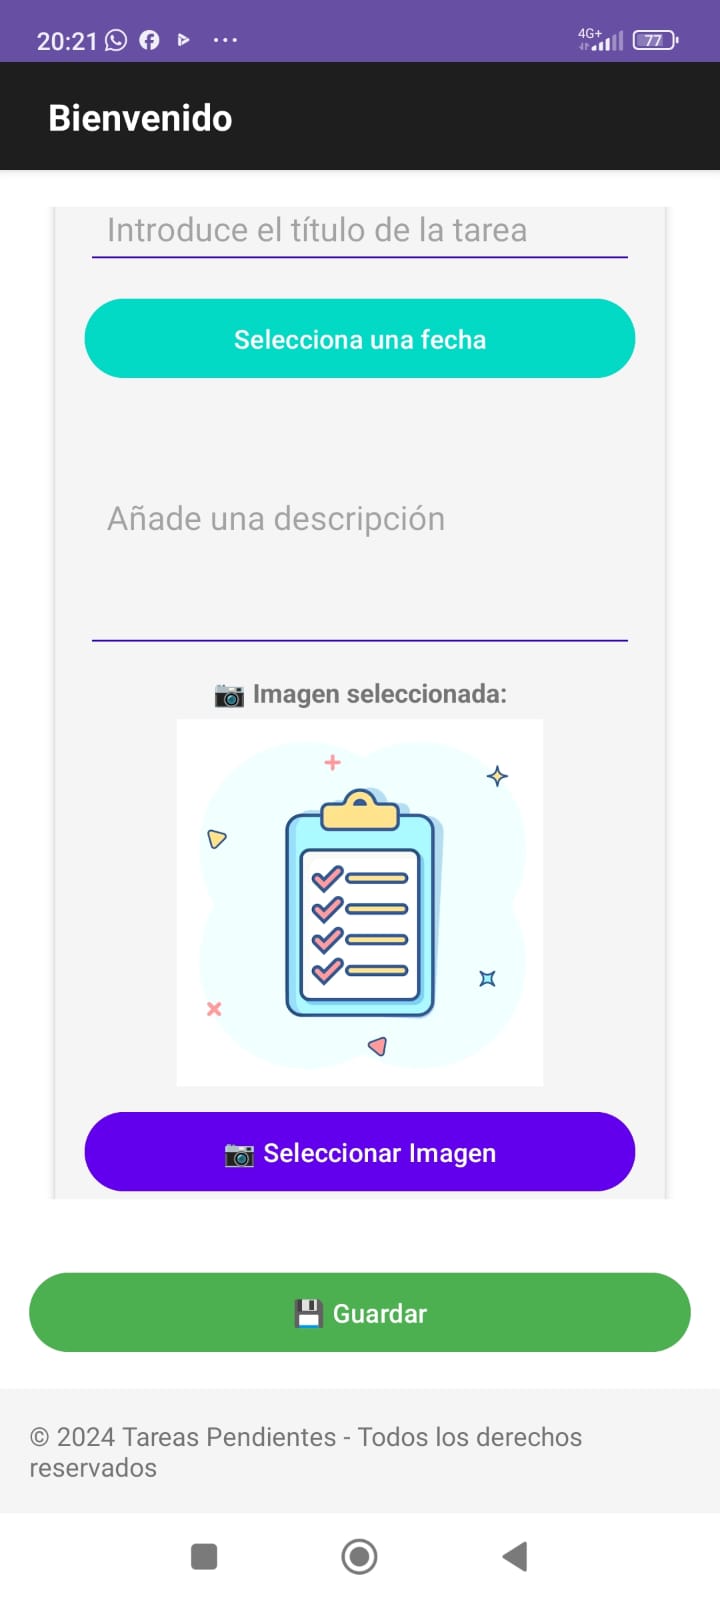 20:21
4G+
77
Bienvenido
Introduce el título de la tarea
Selecciona una fecha
Añade una descripción
📷 Imagen seleccionada:
📷 Seleccionar Imagen
💾 Guardar
© 2024 Tareas Pendientes - Todos los derechos
reservados